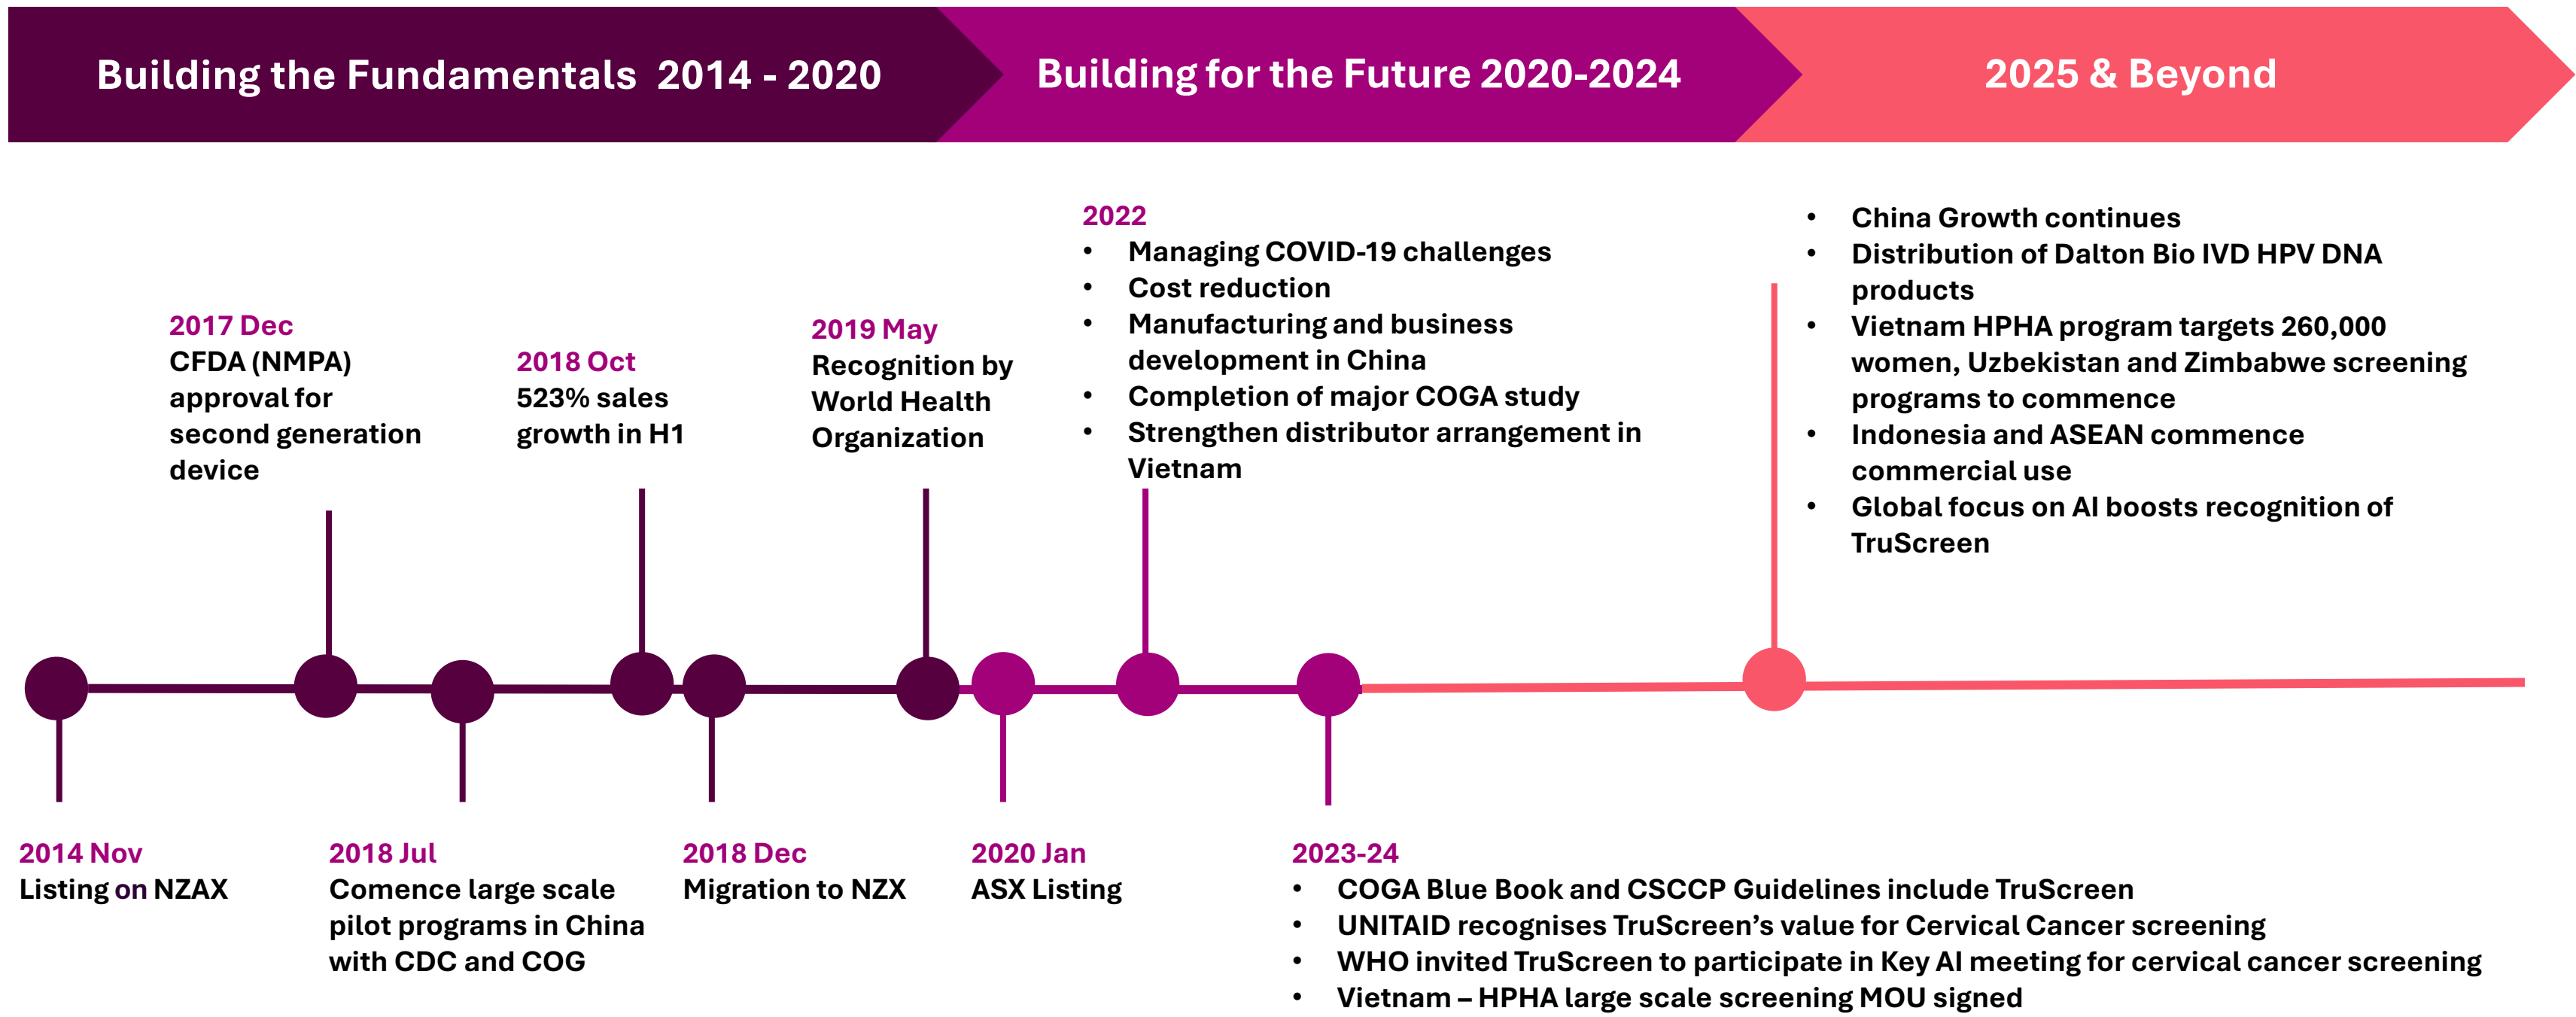 Building the Fundamentals 2014 - 2020
Building for the Future 2020-2024
2025 & Beyond
2017 Dec
CFDA (NMPA)
approval for
second generation
device
2018 Oct
523% sales
growth in H1
2019 May
Recognition by
World Health
Organization
2022
• Managing COVID-19 challenges
• Cost reduction
• Manufacturing and business
development in China
• Completion of major COGA study
• Strengthen distributor arrangement in
Vietnam
• China Growth continues
• Distribution of Dalton Bio IVD HPV DNA
products
• Vietnam HPHA program targets 260,000
women, Uzbekistan and Zimbabwe screening
programs to commence
• Indonesia and ASEAN commence
commercial use
• Global focus on AI boosts recognition of
TruScreen
2014 Nov
Listing on NZAX
2018 Jul
Comence large scale
pilot programs in China
with CDC and COG
2018 Dec
Migration to NZX
2020 Jan
ASX Listing
2023-24
• COGA Blue Book and CSCCP Guidelines include TruScreen
• UNITAID recognises TruScreen’s value for Cervical Cancer screening
• WHO invited TruScreen to participate in Key AI meeting for cervical cancer screening
• Vietnam – HPHA large scale screening MOU signed